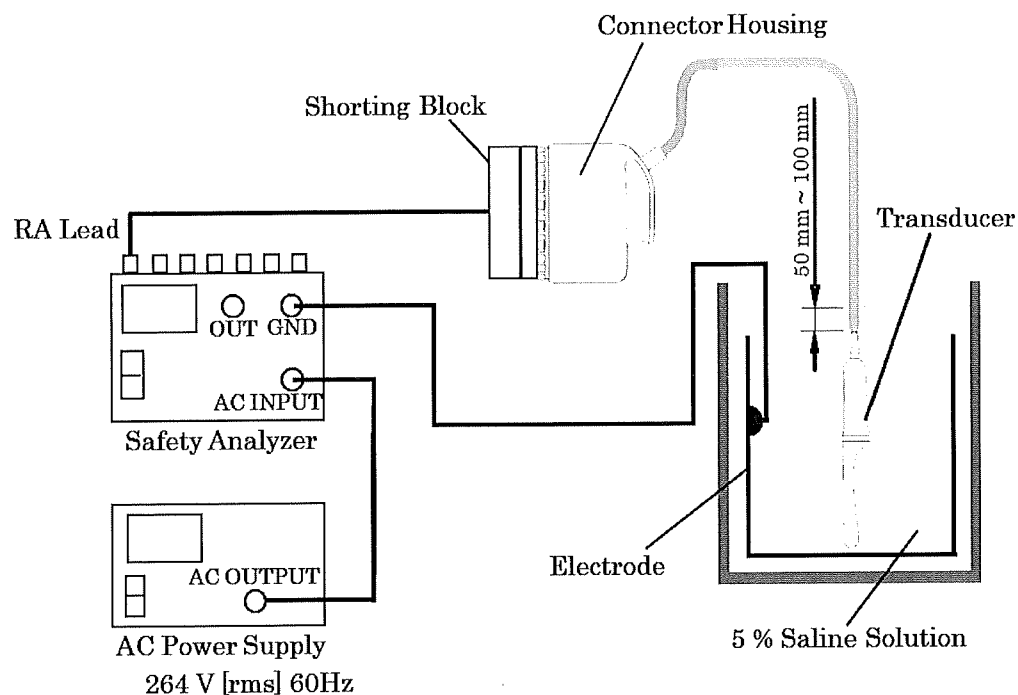 Connector Housing
Shorting Block
50 mm ~ 100 mm
Transducer
RA Lead
OUT GND
AC INPUT
Safety Analyzer
Electrode
AC OUTPUT
5 % Saline Solution
AC Power Supply
264 V [rms] 60Hz